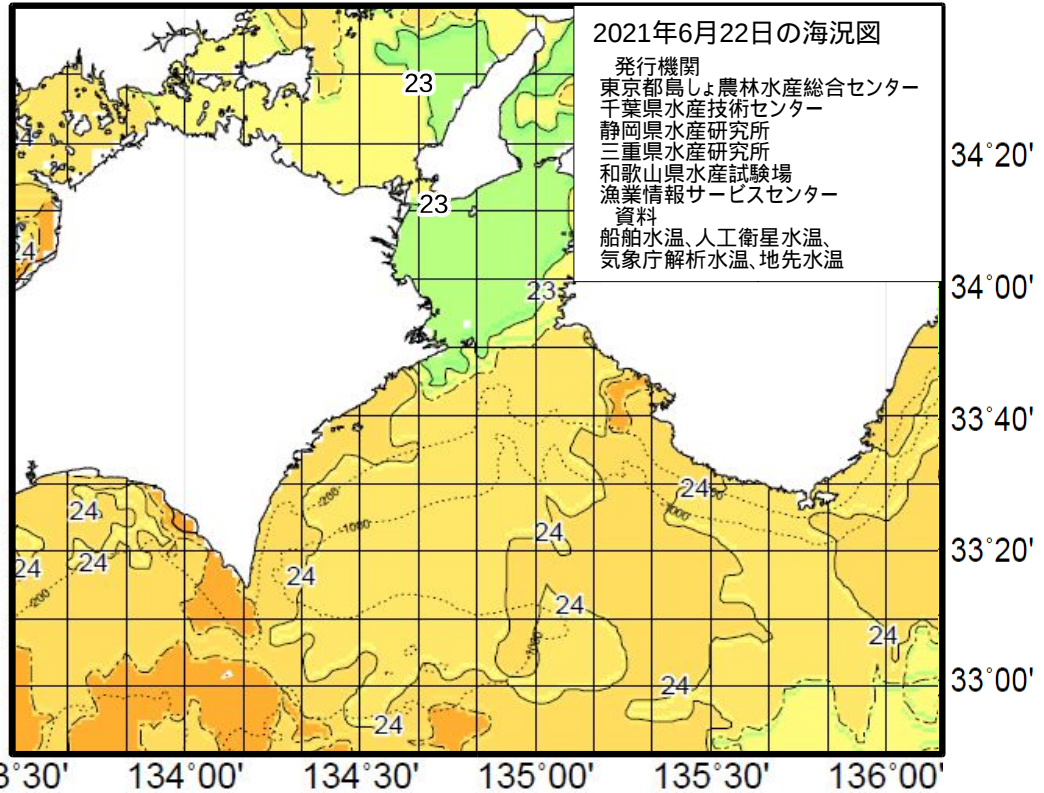 2021年6月22日の海況図
発行機関
東京都島しょ農林水産総合センター
千葉県水産技術センター
静岡県水産研究所
三重県水産研究所
和歌山県水産試験場
漁業情報サービスセンター
資料
船舶水温、人工衛星水温、
気象庁解析水温、地先水温
23
34°20'
23
24
23
34°00'
33°40'
-200
24
24
-1000
-1000
24
33°20'
24
24
24
-200
24
-1000
24
24
33°00'
24
3°30'
134°00'
134°30'
135°00'
135°30'
136°00'